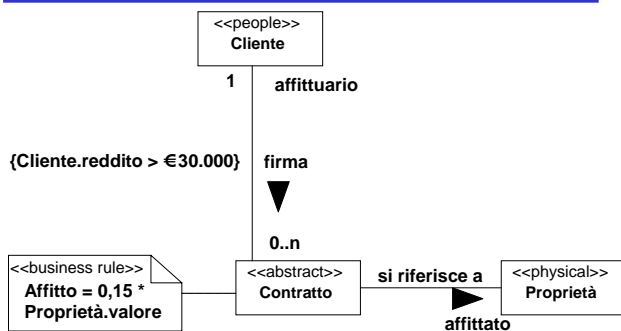 <<people>>
Cliente
1 affittuario
{Cliente.reddito > €30.000} firma
0..n
<<business rule>>
Affitto = 0,15 *
Proprietà.valore
<<abstract>>
Contratto
si riferisce a
affittato
<<physical>>
Proprietà